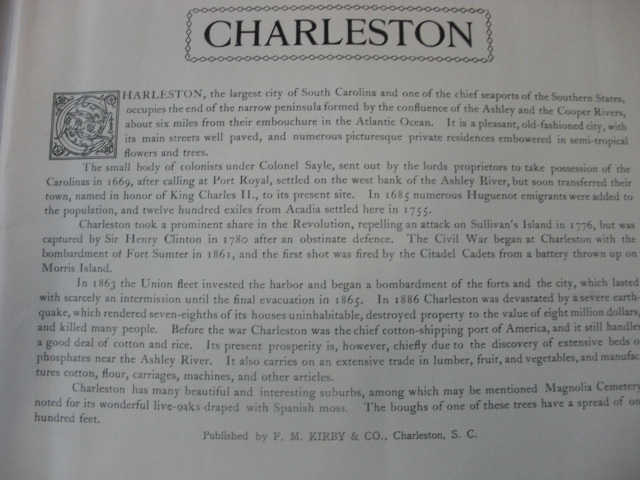 CHARLESTON
CHARLESTON, the largest city of South Carolina and one of the chief seaports of the Southern States,
occupies the end of the narrow peninsula formed by the confluence of the Ashley and the Cooper Rivers,
about six miles from their embouchure in the Atlantic Ocean. It is a pleasant, old-fashioned city, with
its main streets well paved, and numerous picturesque private residences embowered in semi-tropical
flowers and trees.
The small body of colonists under Colonel Sayle, sent out by the lords proprietors to take possession of the
Carolinas in 1669, after calling at Port Royal, settled on the west bank of the Ashley River, but soon transferred their
town, named in honor of King Charles II., to its present site. In 1685 numerous Huguenot emigrants were added to
the population, and twelve hundred exiles from Acadia settled here in 1755.
Charleston took a prominent share in the Revolution, repelling an attack on Sullivan's Island in 1776, but was
captured by Sir Henry Clinton in 1780 after an obstinate defence. The Civil War began at Charleston with the
bombardment of Fort Sumter in 1861, and the first shot was fired by the Citadel Cadets from a battery thrown up on
Morris Island.
In 1863 the Union fleet invested the harbor and began a bombardment of the forts and the city, which lasted
with scarcely an intermission until the final evacuation in 1865. In 1886 Charleston was devastated by a severe earth-
quake, which rendered seven-eighths of its houses uninhabitable, destroyed property to the value of eight million dollars,
and killed many people. Before the war Charleston was the chief cotton-shipping port of America, and it still handles
a good deal of cotton and rice. Its present prosperity is, however, chiefly due to the discovery of extensive beds o
phosphates near the Ashley River. It also carries on an extensive trade in lumber, fruit, and vegetables, and manufac
tures cotton, flour, carriages, machines, and other articles.
Charleston has many beautiful and interesting suburbs, among which may be mentioned Magnolia Cemetery
noted for its wonderful live-oaks draped with Spanish moss. The boughs of one of these trees have a spread of on
hundred feet.
Published by F. M. KIRBY & CO., Charleston, S. C.